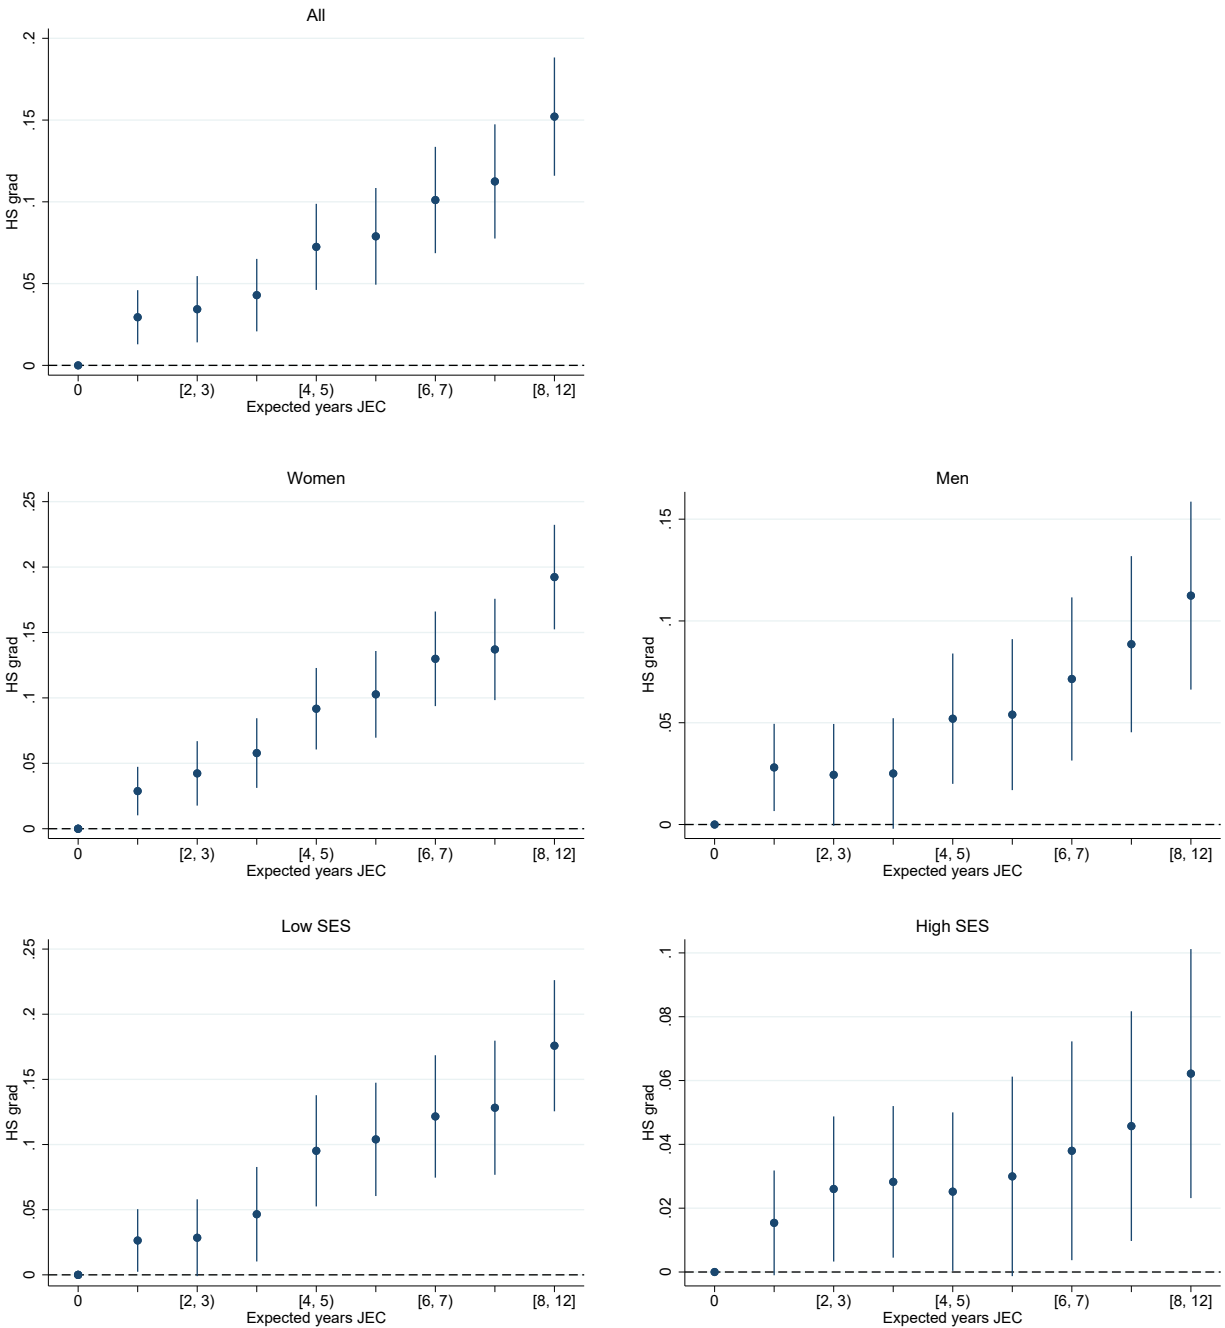 All
.2
.15
.1
.05
0
HS grad
0 [2, 3) [4, 5) [6, 7) [8, 12]
Expected years JEC
Women
.25
.2
.15
.1
.05
0
HS grad
0 [2, 3) [4, 5) [6, 7) [8, 12]
Expected years JEC
Men
.15
.1
.05
0
HS grad
0 [2, 3) [4, 5) [6, 7) [8, 12]
Expected years JEC
Low SES
.25
.2
.15
.1
.05
0
HS grad
0 [2, 3) [4, 5) [6, 7) [8, 12]
Expected years JEC
High SES
.1
.08
.06
.04
.02
0
HS grad
0 [2, 3) [4, 5) [6, 7) [8, 12]
Expected years JEC